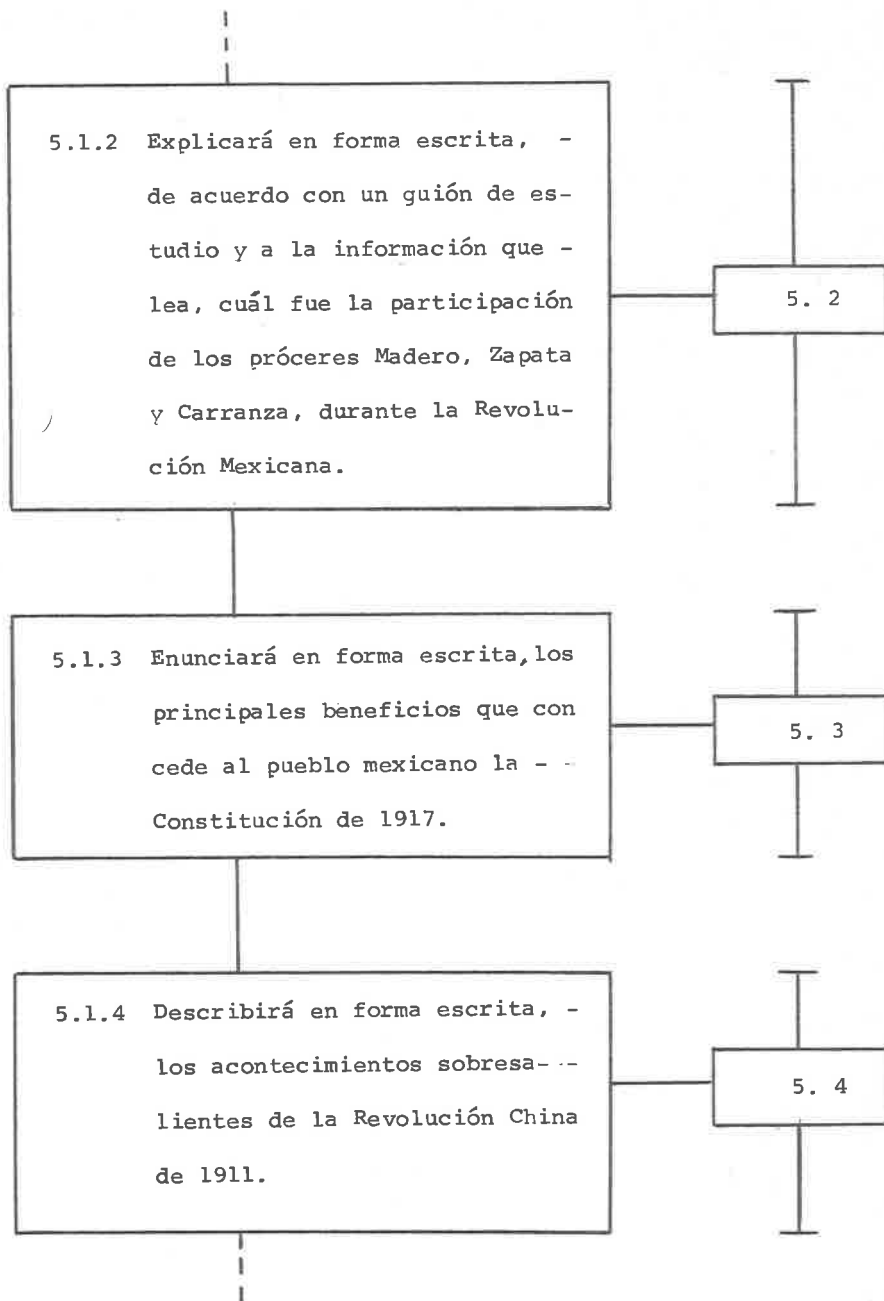 5.1.2 Explicará en forma escrita, -
de acuerdo con un guión de es-
tudio y a la información que -
lea, cuál fue la participación
de los próceres Madero, Zapata
y Carranza, durante la Revolu-
ción Mexicana.
5. 2
5.1.3 Enunciará en forma escrita, los
principales beneficios que con
cede al pueblo mexicano la - -
Constitución de 1917.
5. 3
5.1.4 Describirá en forma escrita, -
los acontecimientos sobresa- --
lientes de la Revolución China
de 1911.
5. 4